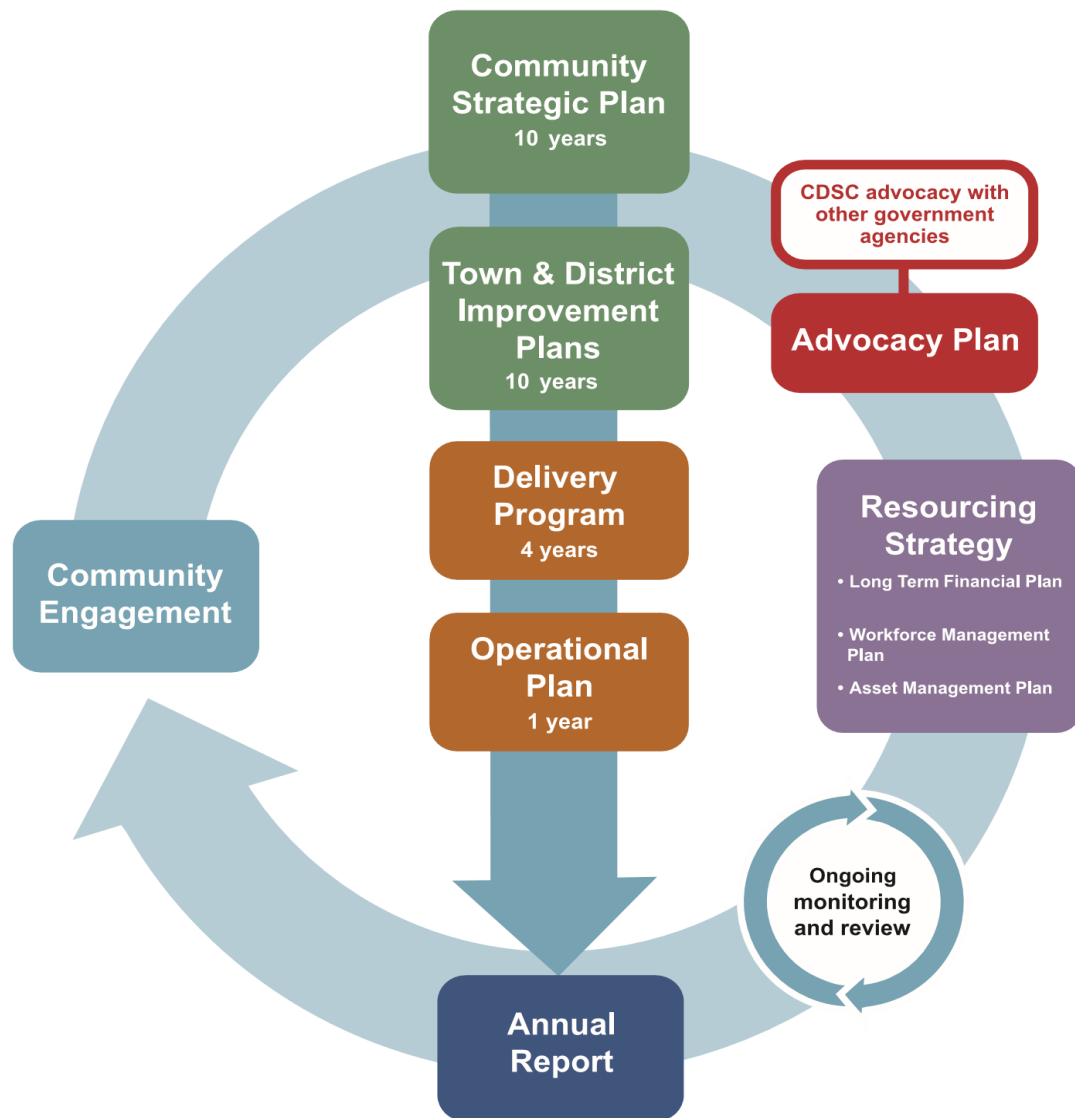 Community
Strategic Plan
10 years
CDSC advocacy with
other government
agencies
Town & District
Improvement
Plans
10 years
Advocacy Plan
Delivery
Program
4 years
Resourcing
Strategy
• Long Term Financial Plan
• Workforce Management
Plan
• Asset Management Plan
Community
Engagement
Operational
Plan
1 year
Ongoing
monitoring
and review
Annual
Report